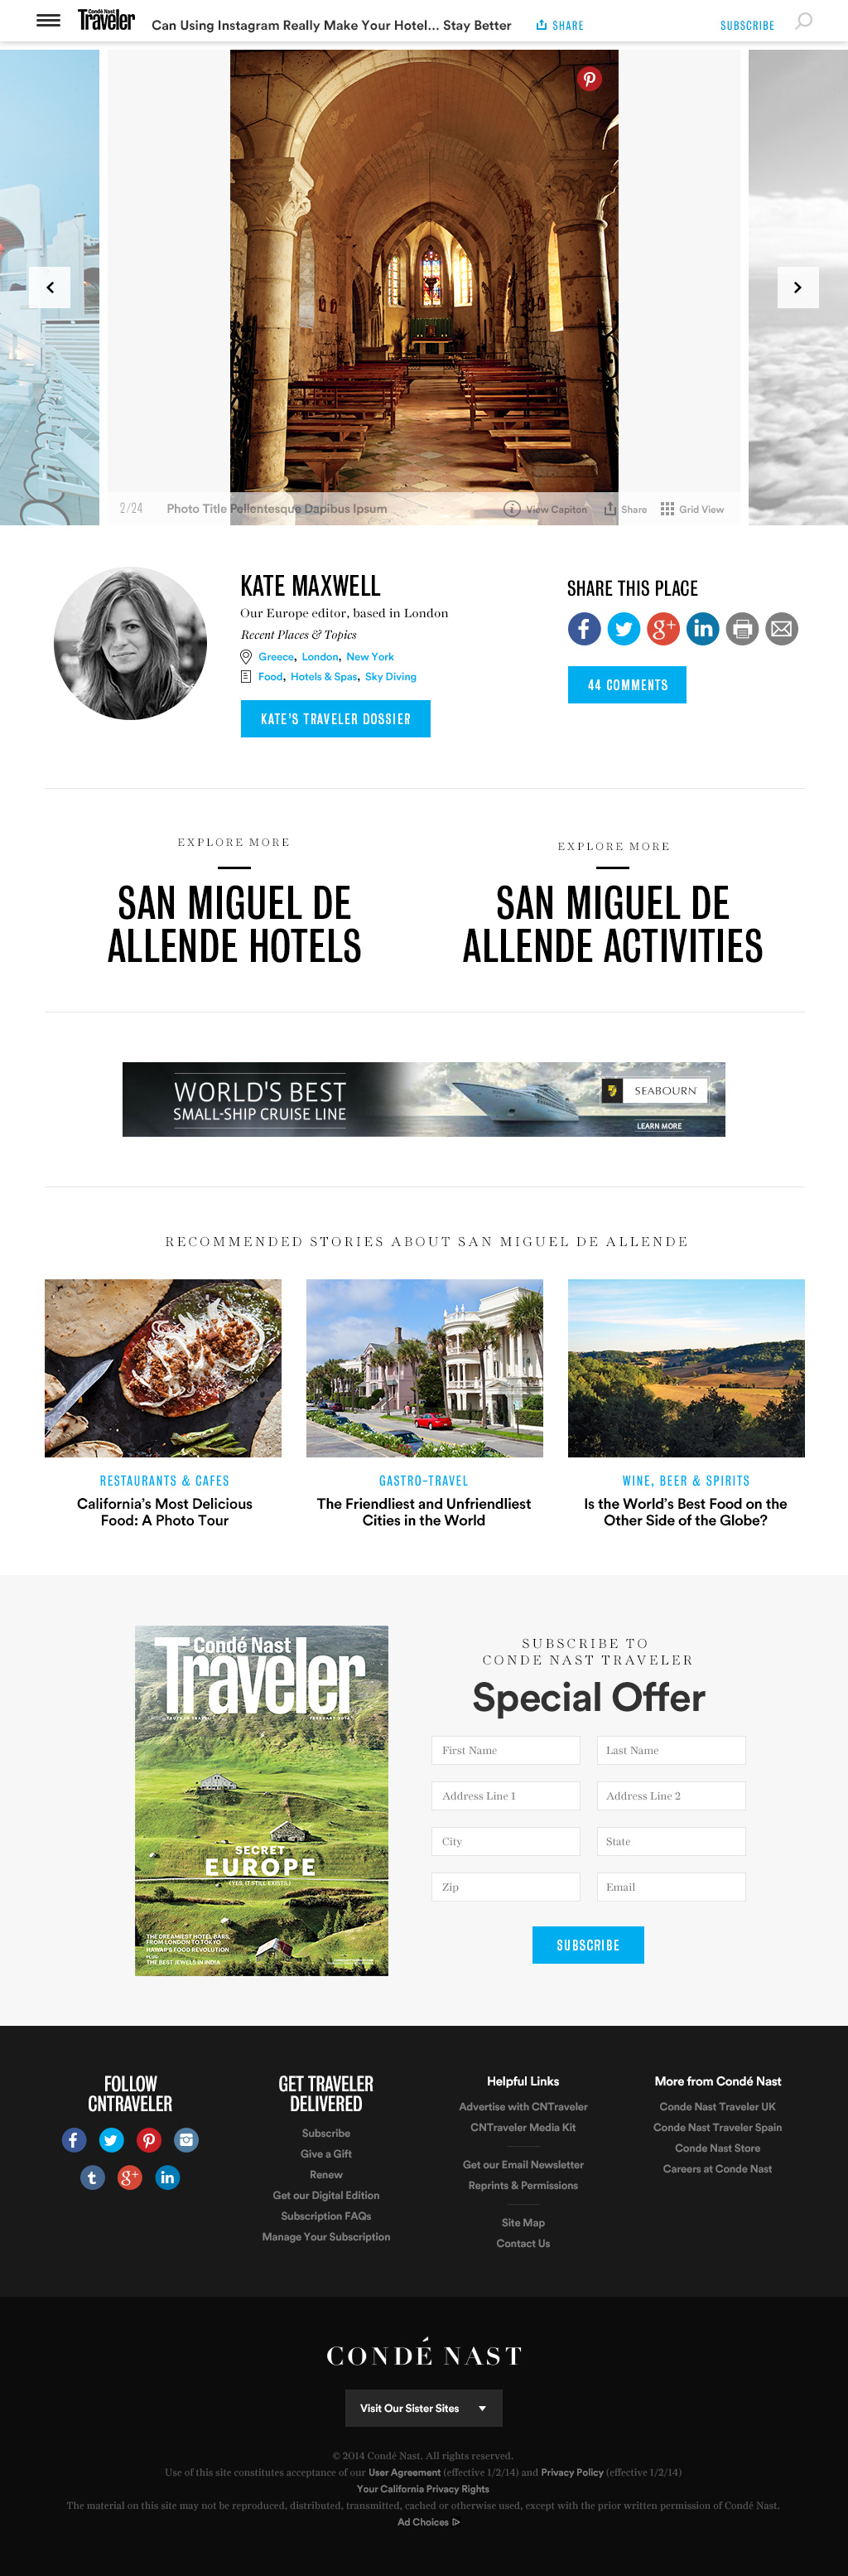 Condé Nast
Traveler
Can Using Instagram Really Make Your Hotel... Stay Better
SHARE
SUBSCRIBE
2/24
Photo Title Pellentesque Dapibus Ipsum
View Capiton
Share
Grid View
KATE MAXWELL
Our Europe editor, based in London
Recent Places & Topics
Greece, London, New York
Food, Hotels & Spas, Sky Diving
KATE'S TRAVELER DOSSIER
SHARE THIS PLACE
44 COMMENTS
EXPLORE MORE
SAN MIGUEL DE
ALLENDE HOTELS
EXPLORE MORE
SAN MIGUEL DE
ALLENDE ACTIVITIES
WORLD'S BEST
SMALL-SHIP CRUISE LINE
SEABOURN
LEARN MORE
RECOMMENDED STORIES ABOUT SAN MIGUEL DE ALLENDE
RESTAURANTS & CAFES
California's Most Delicious
Food: A Photo Tour
GASTRO-TRAVEL
The Friendliest and Unfriendliest
Cities in the World
WINE, BEER & SPIRITS
Is the World's Best Food on the
Other Side of the Globe?
Condé Nast
Traveler
TRUTH IN TRAVEL
FEBRUARY 2014
SECRET
EUROPE
(YES, IT STILL EXISTS.)
THE DREAMIEST HOTEL BARS,
FROM LONDON TO TOKYO
HAWAII'S FOOD REVOLUTION
PLUS
THE BEST JEWELS IN INDIA
SUBSCRIBE TO
CONDE NAST TRAVELER
Special Offer
First Name
Last Name
Address Line 1
Address Line 2
City
State
Zip
Email
SUBSCRIBE
FOLLOW
CNTRAVELER
GET TRAVELER
DELIVERED
Subscribe
Give a Gift
Renew
Get our Digital Edition
Subscription FAQs
Manage Your Subscription
Helpful Links
Advertise with CNTraveler
CNTraveler Media Kit
Get our Email Newsletter
Reprints & Permissions
Site Map
Contact Us
More from Condé Nast
Conde Nast Traveler UK
Conde Nast Traveler Spain
Conde Nast Store
Careers at Conde Nast
CONDÉ NAST
Visit Our Sister Sites
© 2014 Condé Nast. All rights reserved.
Use of this site constitutes acceptance of our User Agreement (effective 1/2/14) and Privacy Policy (effective 1/2/14)
Your California Privacy Rights
The material on this site may not be reproduced, distributed, transmitted, cached or otherwise used, except with the prior written permission of Condé Nast.
Ad Choices